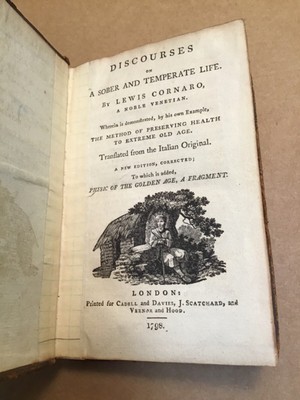 DISCOURSES
ON
A SOBER AND TEMPERATE LIFE.
BY LEWIS CORNARO,
A NOBLE VENETIAN.
Wherein is demonstrated, by his own Example,
THE METHOD OF PRESERVING HEALTH
TO EXTREME OLD AGE.
Translated from the Italian Original.
A NEW EDITION, CORRECTED;
To which is added,
PHYSIC OF THE GOLDEN AGE, A FRAGMENT.
LONDON:
Printed for CADELL and DAVIES, J. SCATCHARD, and
VERNOR and HOOD.
1798.